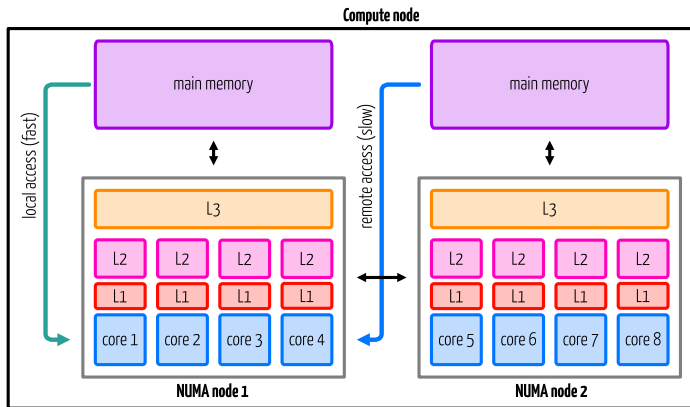 Compute node
main memory
main memory
local access (fast)
remote access (slow)
L3
L3
L2 L2 L2 L2
L2 L2 L2 L2
L1 L1 L1 L1
L1 L1 L1 L1
core 1 core 2 core 3 core 4
core 5 core 6 core 7 core 8
NUMA node 1
NUMA node 2